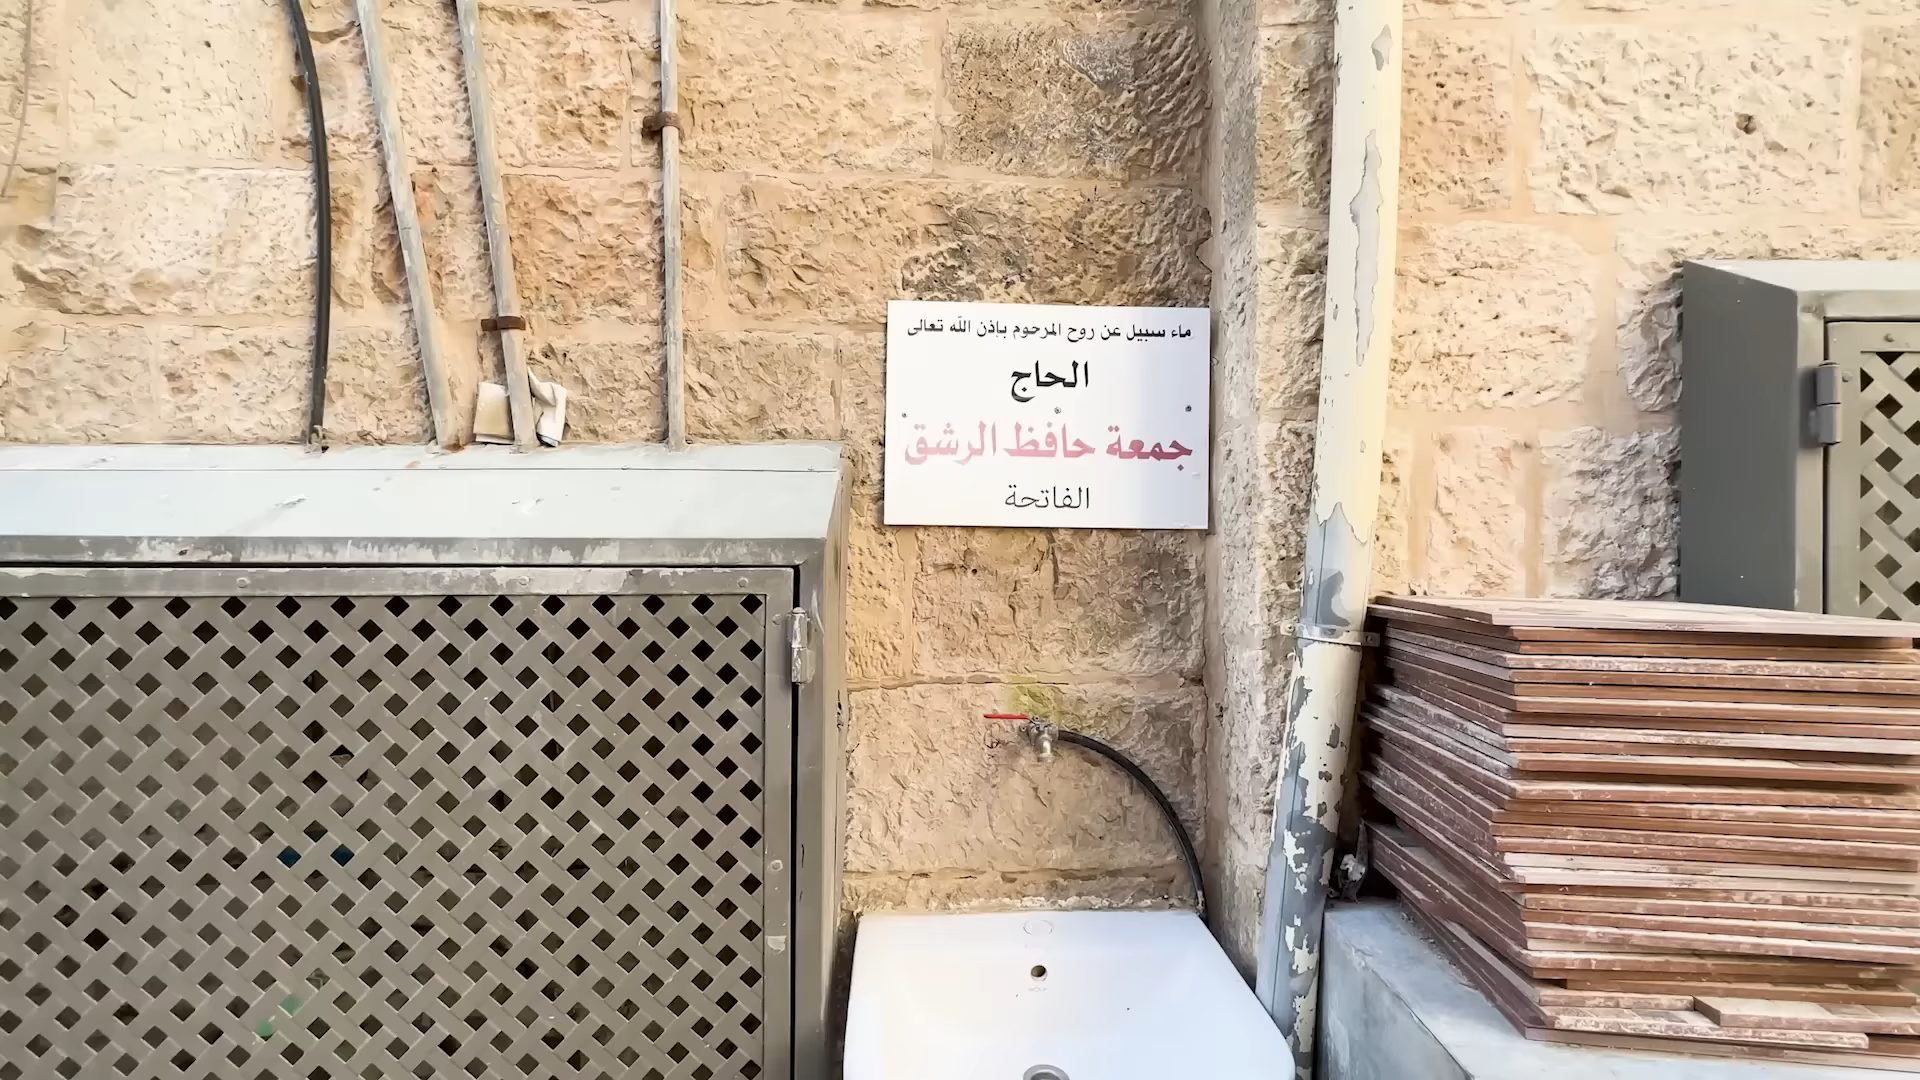 ماء سبيل عن روح المرحوم بإذن الله تعالى
الحاج
جمعة حافظ الرشق
الفاتحة